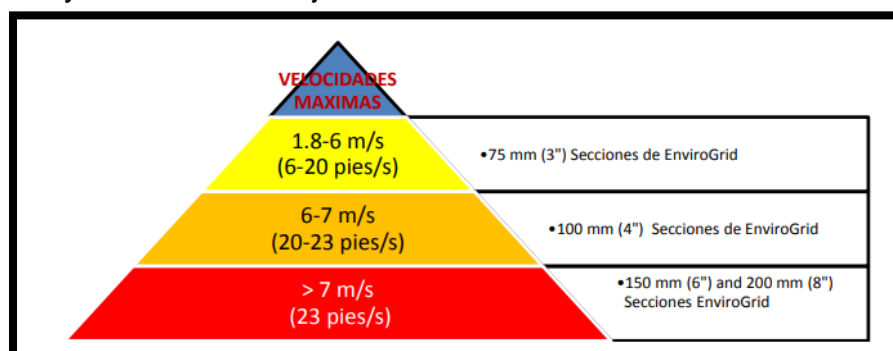 VELOCIDADES
MAXIMAS
1.8-6 m/s
(6-20 pies/s)
•75 mm (3") Secciones de EnviroGrid
6-7 m/s
(20-23 pies/s)
•100 mm (4") Secciones de EnviroGrid
> 7 m/s
(23 pies/s)
•150 mm (6") and 200 mm (8")
Secciones EnviroGrid